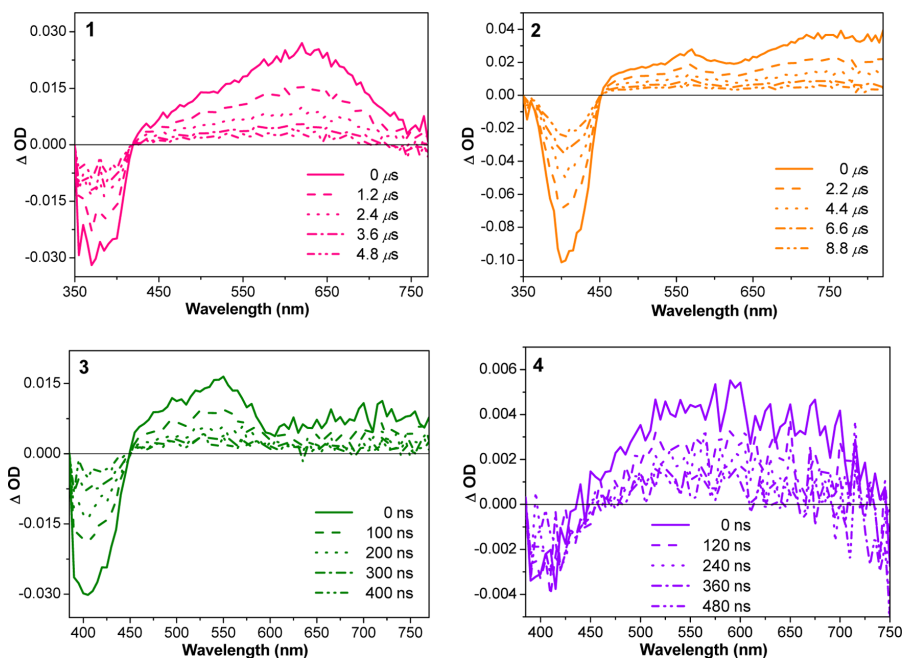 1
0.030
0.015
0.000
-0.015
-0.030
Δ OD
0 μs
1.2 μs
2.4 μs
3.6 μs
4.8 μs
350 450 550 650 750
Wavelength (nm)
2
0.04
0.02
0.00
-0.02
-0.04
-0.06
-0.08
-0.10
Δ OD
0 μs
2.2 μs
4.4 μs
6.6 μs
8.8 μs
350 450 550 650 750
Wavelength (nm)
3
0.015
0.000
-0.015
-0.030
Δ OD
0 ns
100 ns
200 ns
300 ns
400 ns
400 450 500 550 600 650 700 750
Wavelength (nm)
4
0.006
0.004
0.002
0.000
-0.002
-0.004
Δ OD
0 ns
120 ns
240 ns
360 ns
480 ns
400 450 500 550 600 650 700 750
Wavelength (nm)